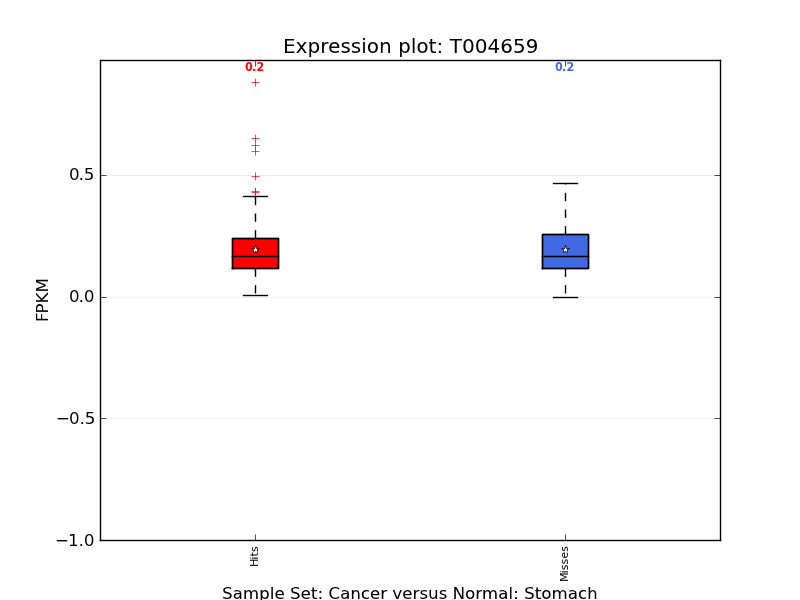 Expression plot: T004659
0.2
0.2
0.5
0.0
−0.5
−1.0
FPKM
Hits
Misses
Sample Set: Cancer versus Normal: Stomach